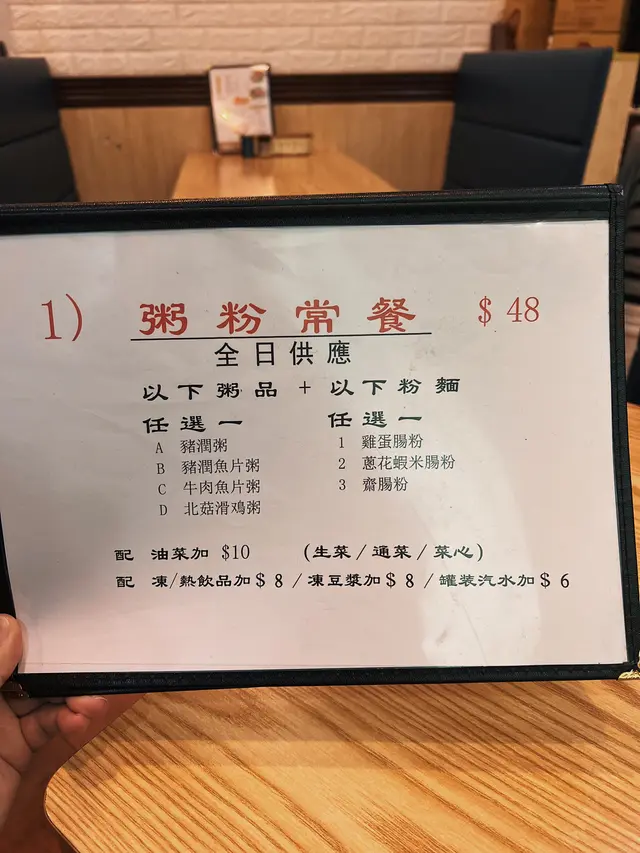 1) 粥粉常餐 $48
全日供應
以下粥品 + 以下粉麵
任選一 任選一
A 豬潤粥 1 雞蛋腸粉
B 豬潤魚片粥 2 蔥花蝦米腸粉
C 牛肉魚片粥 3 齋腸粉
D 北菇滑鸡粥
配 油菜加 $10 (生菜/通菜/菜心)
配 凍/熱飲品加$8/凍豆漿加$8/罐装汽水加$6